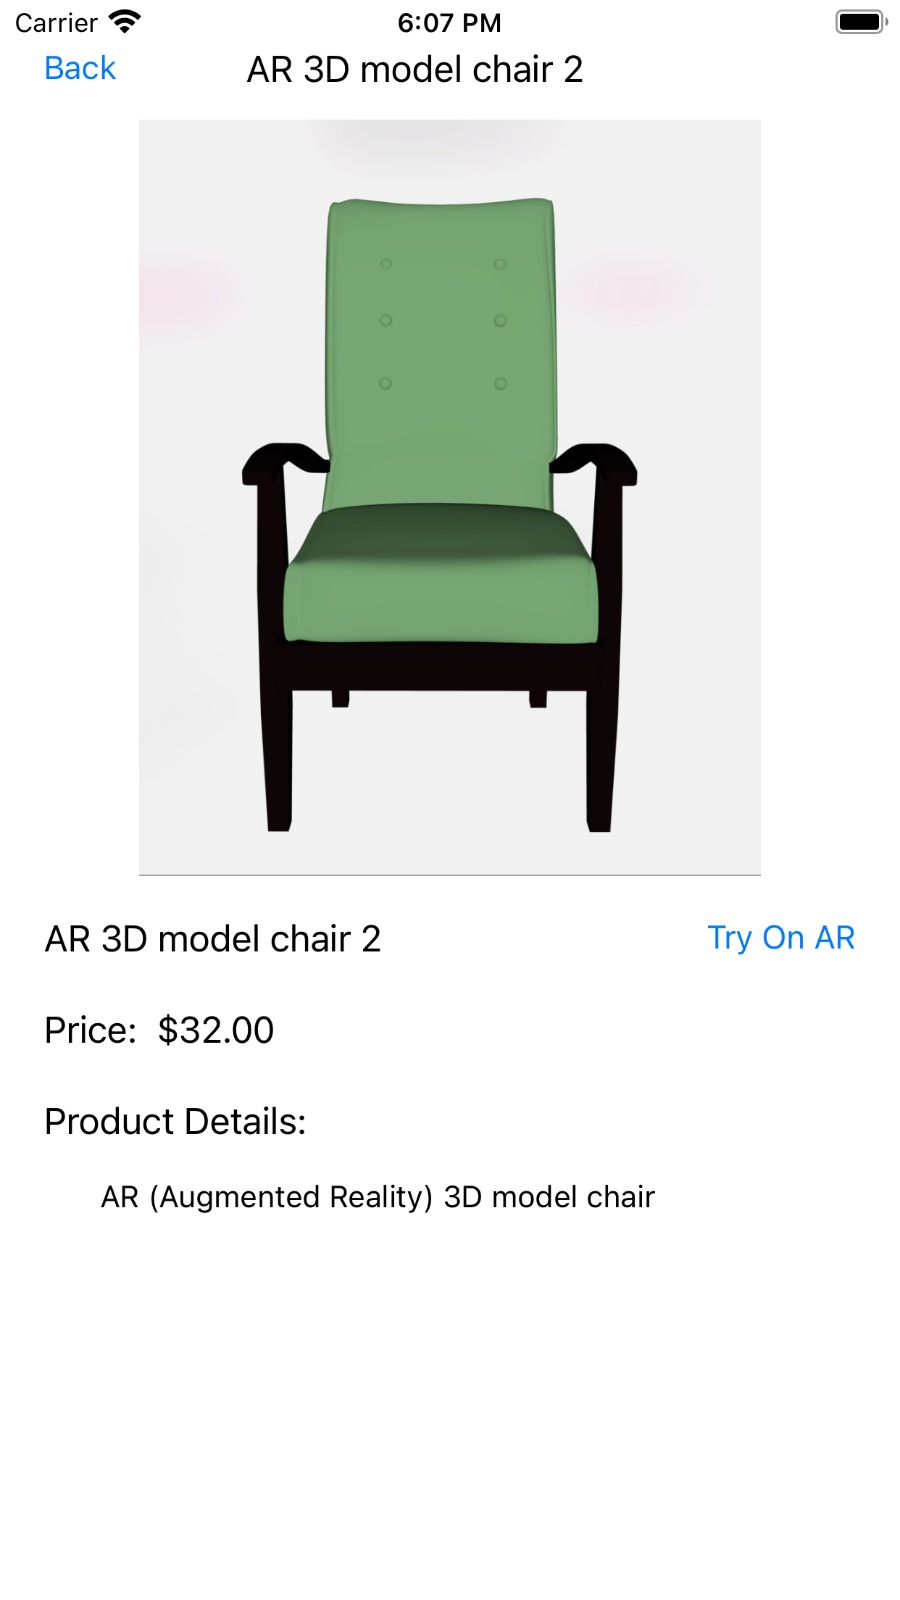 Carrier 6:07 PM
Back AR 3D model chair 2
AR 3D model chair 2 Try On AR
Price: $32.00
Product Details:
AR (Augmented Reality) 3D model chair